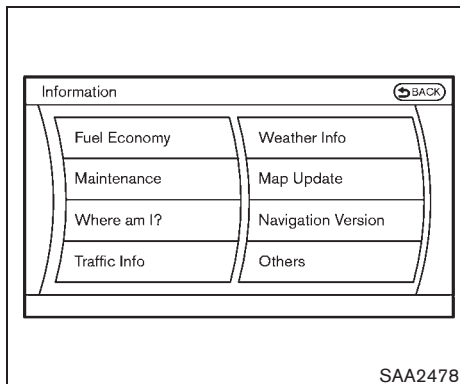 Information
BACK
Fuel Economy
Weather Info
Maintenance
Map Update
Where am I?
Navigation Version
Traffic Info
Others
SAA2478